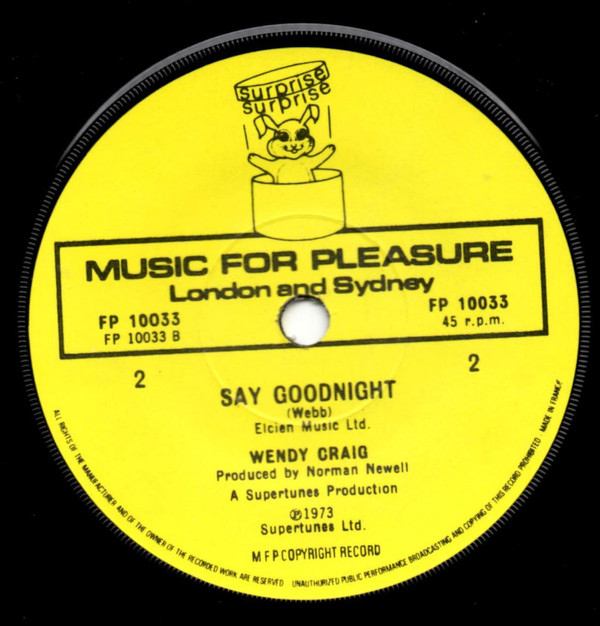 surprise
surprise
MUSIC FOR PLEASURE
London and Sydney
FP 10033
FP 10033 B
FP 10033
45 r.p.m.
2
2
SAY GOODNIGHT
(Webb)
Elcien Music Ltd.
WENDY CRAIG
Produced by Norman Newell
A Supertunes Production
℗1973
Supertunes Ltd.
M F P COPYRIGHT RECORD
ALL RIGHTS OF THE MANUFACTURER AND OF THE OWNER OF THE RECORDED WORK ARE RESERVED UNAUTHORIZED PUBLIC PERFORMANCE BROADCASTING AND COPYING OF THIS RECORD PROHIBITED MADE IN FRANCE